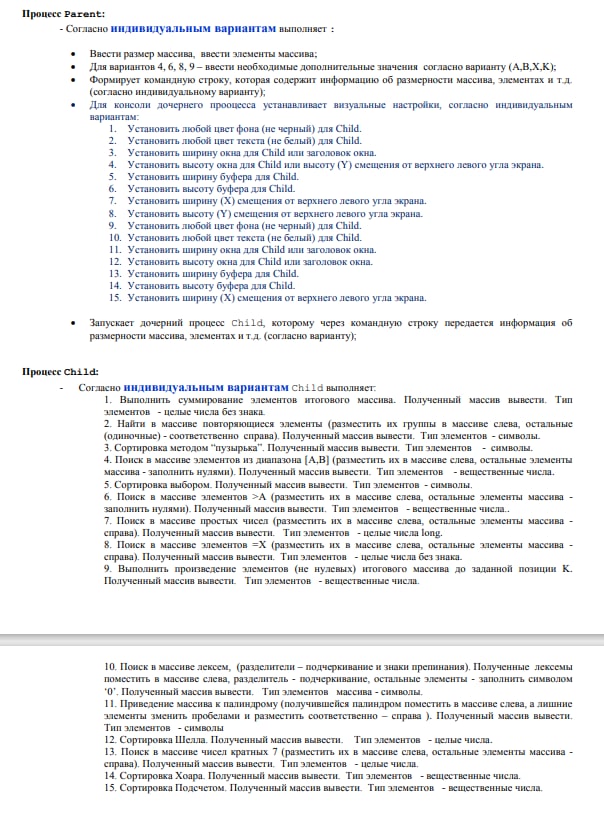 Процесс Parent:
- Согласно индивидуальным вариантам выполняет :
• Ввести размер массива, ввести элементы массива;
• Для вариантов 4, 6, 8, 9 – ввести необходимые дополнительные значения согласно варианту (A,B,X,K);
• Формирует командную строку, которая содержит информацию об размерности массива, элементах и т.д.
(согласно индивидуальному варианту);
• Для консоли дочернего прооцесса устанавливает визуальные настройки, согласно индивидуальным
вариантам:
1. Установить любой цвет фона (не черный) для Child.
2. Установить любой цвет текста (не белый) для Child.
3. Установить ширину окна для Child или заголовок окна.
4. Установить высоту окна для Child или высоту (Y) смещения от верхнего левого угла экрана.
5. Установить ширину буфера для Child.
6. Установить высоту буфера для Child.
7. Установить ширину (X) смещения от верхнего левого угла экрана.
8. Установить высоту (Y) смещения от верхнего левого угла экрана.
9. Установить любой цвет фона (не черный) для Child.
10. Установить любой цвет текста (не белый) для Child.
11. Установить ширину окна для Child или заголовок окна.
12. Установить высоту окна для Child или заголовок окна.
13. Установить ширину буфера для Child.
14. Установить высоту буфера для Child.
15. Установить ширину (X) смещения от верхнего левого угла экрана.
• Запускает дочерний процесс Child, которому через командную строку передается информация об
размерности массива, элементах и т.д. (согласно варианту);
Процесс Child:
- Согласно индивидуальным вариантам Child выполняет:
1. Выполнить суммирование элементов итогового массива. Полученный массив вывести. Тип
элементов - целые числа без знака.
2. Найти в массиве повторяющиеся элементы (разместить их группы в массиве слева, остальные
(одиночные) - соответственно справа). Полученный массив вывести. Тип элементов - символы.
3. Сортировка методом "пузырька". Полученный массив вывести. Тип элементов - символы.
4. Поиск в массиве элементов из диапазона [A,B] (разместить их в массиве слева, остальные элементы
массива - заполнить нулями). Полученный массив вывести. Тип элементов - вещественные числа.
5. Сортировка выбором. Полученный массив вывести. Тип элементов - символы.
6. Поиск в массиве элементов >A (разместить их в массиве слева, остальные элементы массива -
заполнить нулями). Полученный массив вывести. Тип элементов - вещественные числа..
7. Поиск в массиве простых чисел (разместить их в массиве слева, остальные элементы массива -
справа). Полученный массив вывести. Тип элементов - целые числа long.
8. Поиск в массиве элементов =X (разместить их в массиве слева, остальные элементы массива -
справа). Полученный массив вывести. Тип элементов - целые числа без знака.
9. Выполнить произведение элементов (не нулевых) итогового массива до заданной позиции K.
Полученный массив вывести. Тип элементов - вещественные числа.
10. Поиск в массиве лексем, (разделители – подчеркивание и знаки препинания). Полученные лексемы
поместить в массиве слева, разделитель - подчеркивание, остальные элементы - заполнить символом
‘0’. Полученный массив вывести. Тип элементов массива - символы.
11. Приведение массива к палиндрому (получившейся палиндром поместить в массиве слева, а лишние
элементы зменить пробелами и разместить соответственно – справа ). Полученный массив вывести.
Тип элементов - символы
12. Сортировка Шелла. Полученный массив вывести. Тип элементов - целые числа.
13. Поиск в массиве чисел кратных 7 (разместить их в массиве слева, остальные элементы массива -
справа). Полученный массив вывести. Тип элементов - целые числа.
14. Сортировка Хоара. Полученный массив вывести. Тип элементов - вещественные числа.
15. Сортировка Подсчетом. Полученный массив вывести. Тип элементов - вещественные числа.